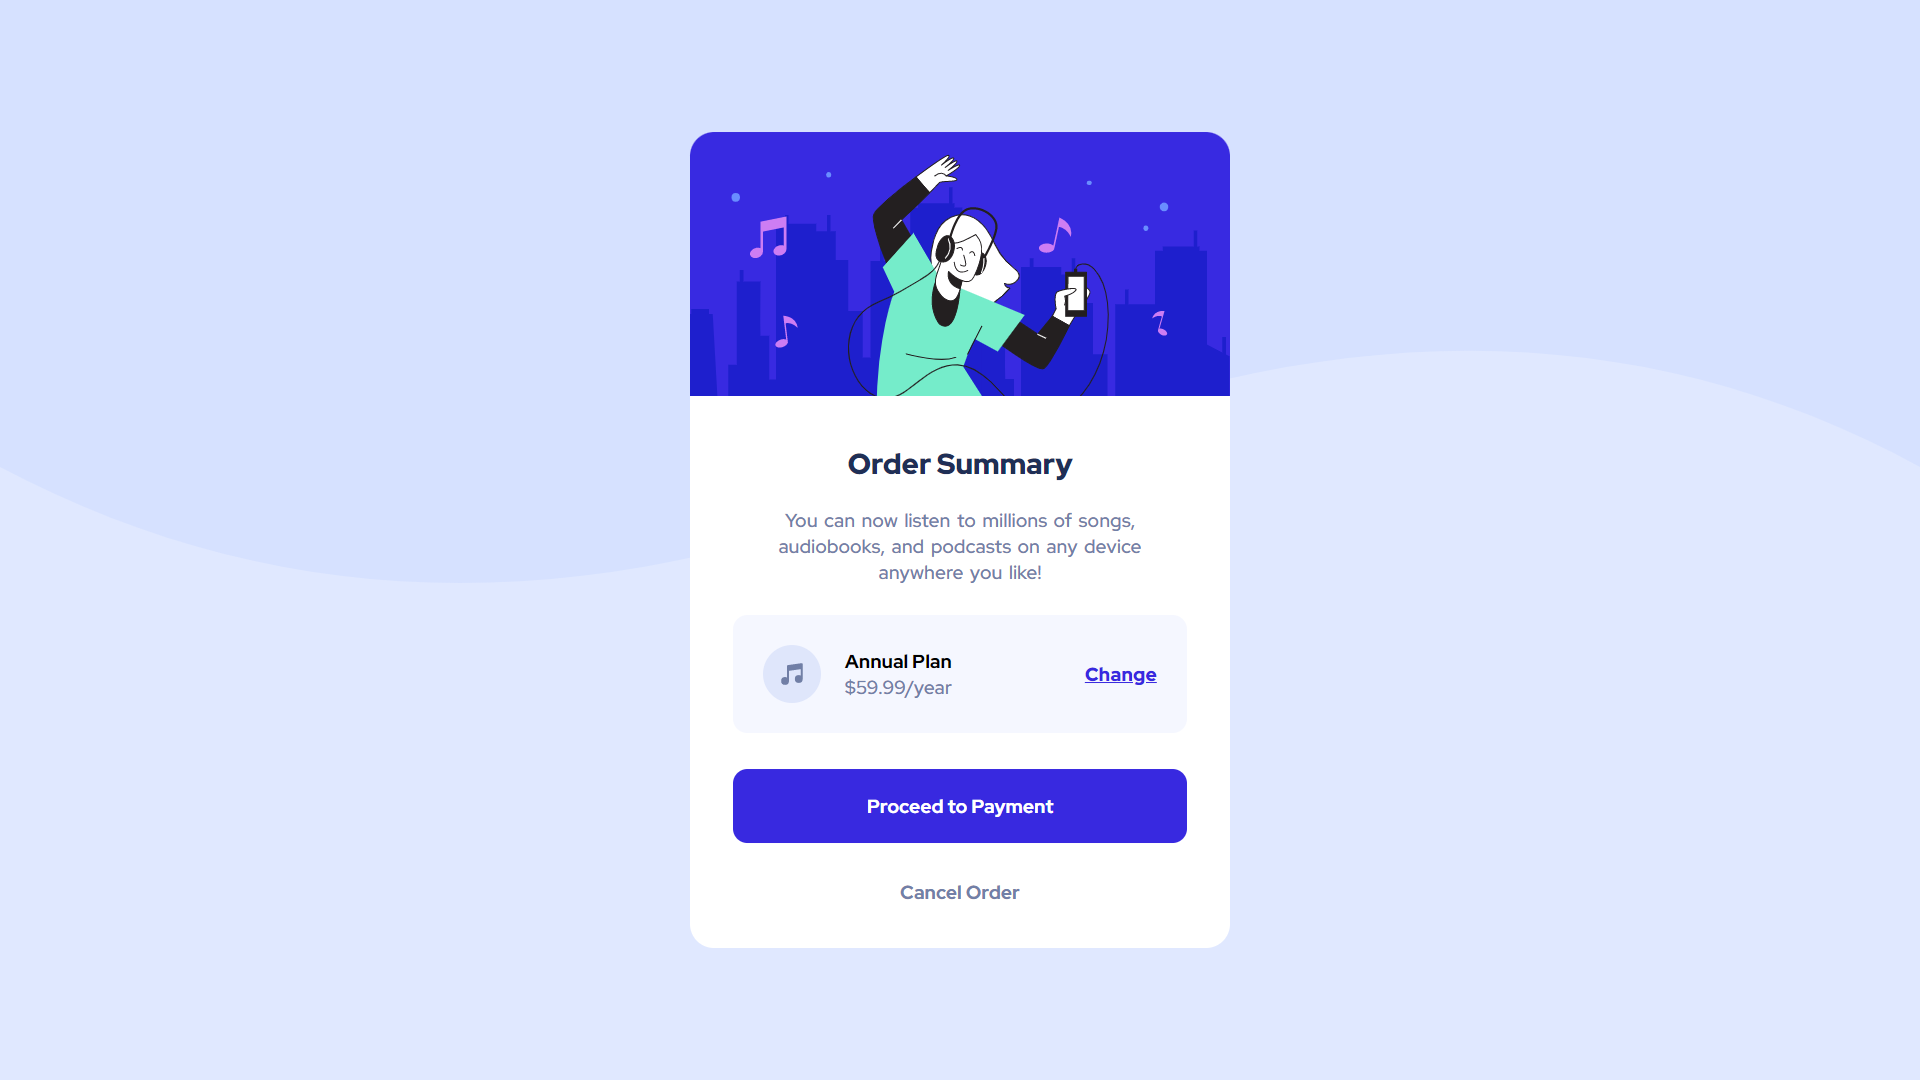 Order Summary
You can now listen to millions of songs,
audiobooks, and podcasts on any device
anywhere you like!
Annual Plan
$59.99/year
Change
Proceed to Payment
Cancel Order